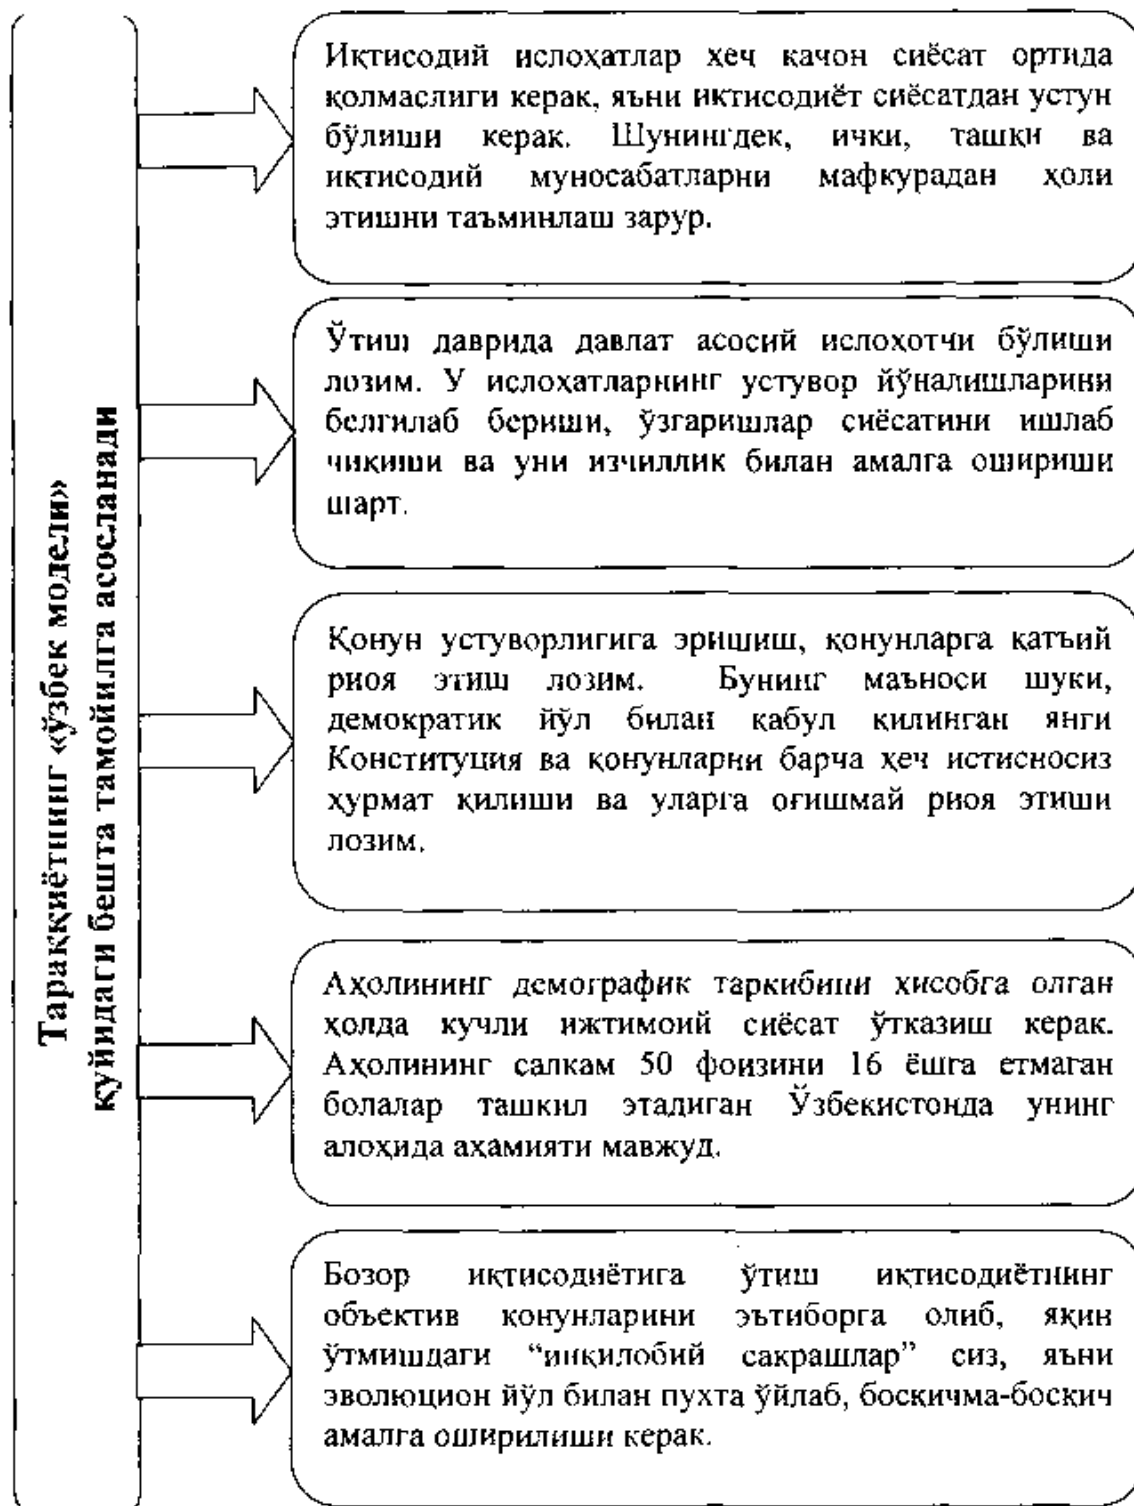 Тараққиётнинг «ўзбек модели»
қуйидаги бешта тамойилга асосланади
Иқтисодий ислоҳатлар ҳеч қачон сиёсат ортида
қолмаслиги керак, яъни иқтисодиёт сиёсатдан устун
бўлиши керак. Шунингдек, ички, ташқи ва
иқтисодий муносабатларни мафкурадан ҳоли
этишни таъминлаш зарур.
Ўтиш даврида давлат асосий ислоҳотчи бўлиши
лозим. У ислоҳатларнинг устувор йўналишларини
белгилаб бериши, ўзгаришлар сиёсатини ишлаб
чиқиши ва уни изчиллик билан амалга ошириши
шарт.
Қонун устуворлигига эришиш, қонунларга қатъий
риоя этиш лозим. Бунинг маъноси шуки,
демократик йўл билан қабул қилинган янги
Конституция ва қонунларни барча ҳеч истисносиз
ҳурмат қилиши ва уларга оғишмай риоя этиши
лозим.
Аҳолининг демографик таркибини ҳисобга олган
ҳолда кучли ижтимоий сиёсат ўтказиш керак.
Аҳолининг салкам 50 фоизини 16 ёшга етмаган
болалар ташкил этадиган Ўзбекистонда унинг
алоҳида аҳамияти мавжуд.
Бозор иқтисодиётига ўтиш иқтисодиётнинг
объектив қонунларини эътиборга олиб, яқин
ўтмишдаги “инқилобий сакрашлар” сиз, яъни
эволюцион йўл билан пухта ўйлаб, босқичма-босқич
амалга оширилиши керак.